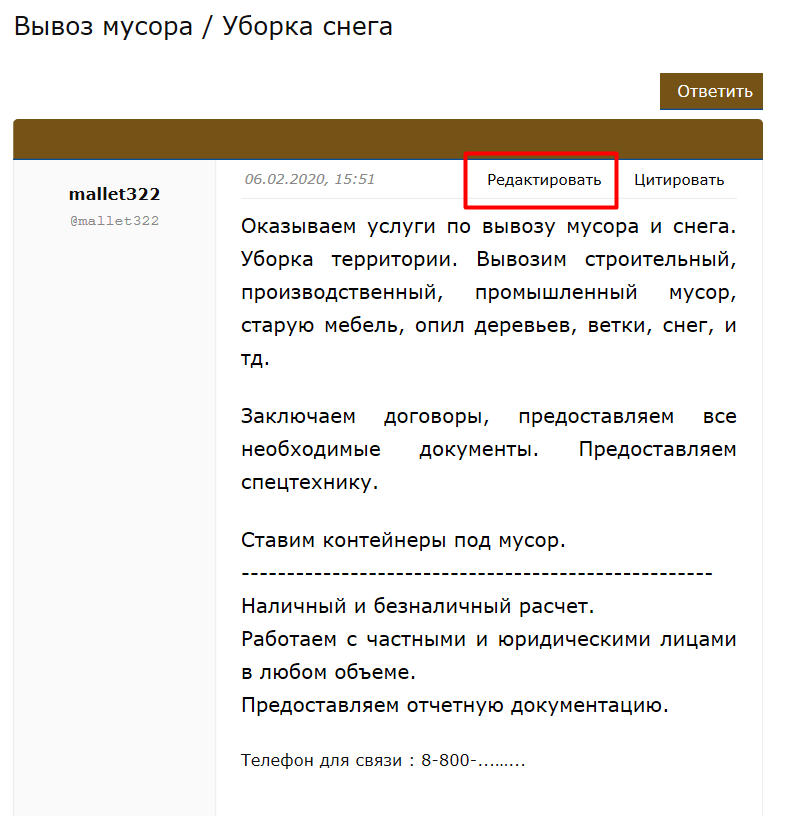 Вывоз мусора / Уборка снега
Ответить
mallet322
@mallet322
06.02.2020, 15:51
Редактировать
Цитировать
Оказываем услуги по вывозу мусора и снега.
Уборка территории. Вывозим строительный,
производственный, промышленный мусор,
старую мебель, опил деревьев, ветки, снег, и
тд.
Заключаем договоры, предоставляем все
необходимые документы. Предоставляем
спецтехнику.
Ставим контейнеры под мусор.
----------------------------------------------------
Наличный и безналичный расчет.
Работаем с частными и юридическими лицами
в любом объеме.
Предоставляем отчетную документацию.
Телефон для связи : 8-800-…...…